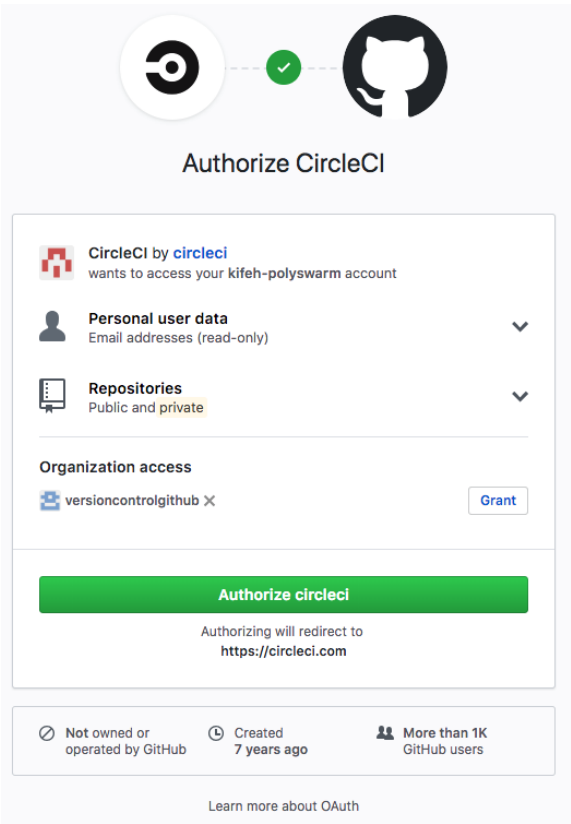 Authorize CircleCI
CircleCI by circleci
wants to access your kifeh-polyswarm account
Personal user data
Email addresses (read-only)
Repositories
Public and private
Organization access
versioncontrolgithub
Grant
Authorize circleci
Authorizing will redirect to
https://circleci.com
Not owned or
operated by GitHub
Created
7 years ago
More than 1K
GitHub users
Learn more about OAuth